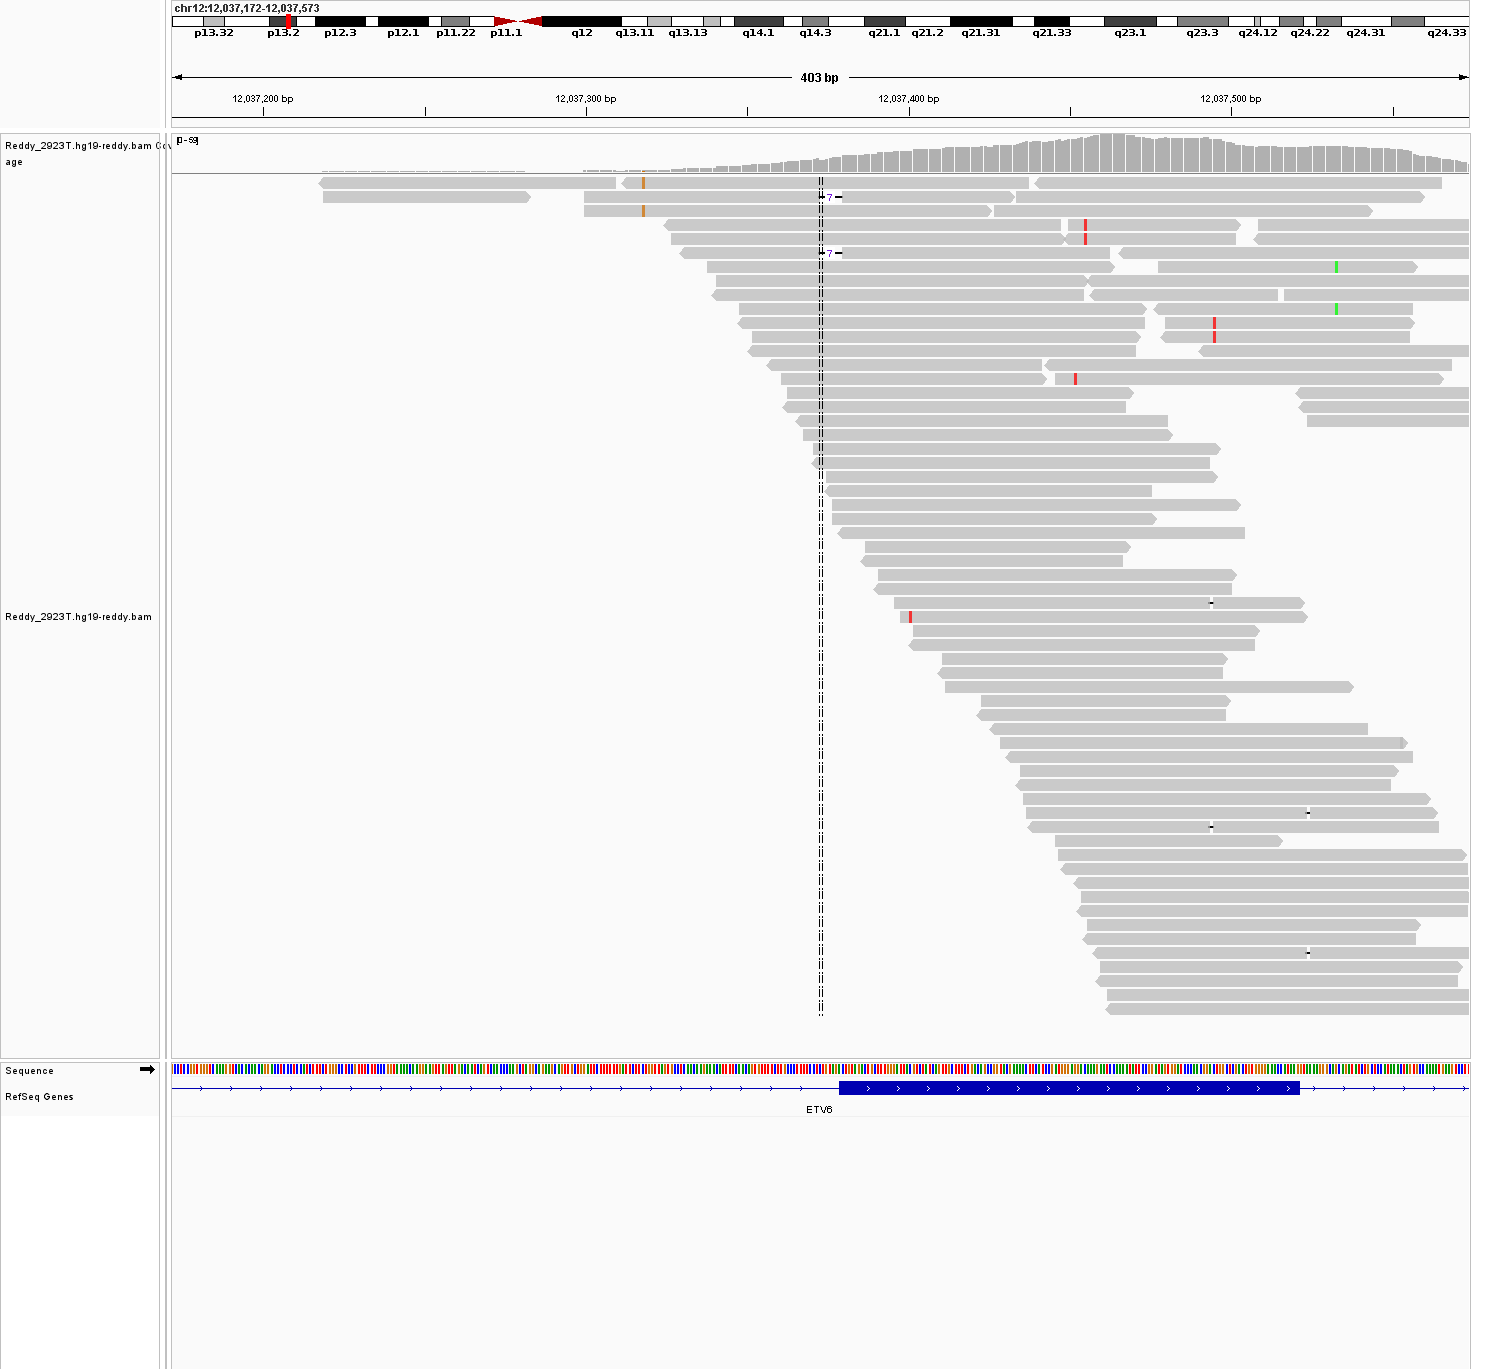 chr12:12,037,172-12,037,573
p13.32 p13.2 p12.3 p12.1 p11.22 p11.1 q12 q13.11 q13.13 q14.1 q14.3 q21.1 q21.2 q21.31 q21.33 q23.1 q23.3 q24.12 q24.22 q24.31 q24.33
403 bp
12,037,200 bp 12,037,300 bp 12,037,400 bp 12,037,500 bp
Reddy_2923T.hg19-reddy.bam Cov
age
[0-59]
7
7
Reddy_2923T.hg19-reddy.bam
Sequence
RefSeq Genes
ETV6